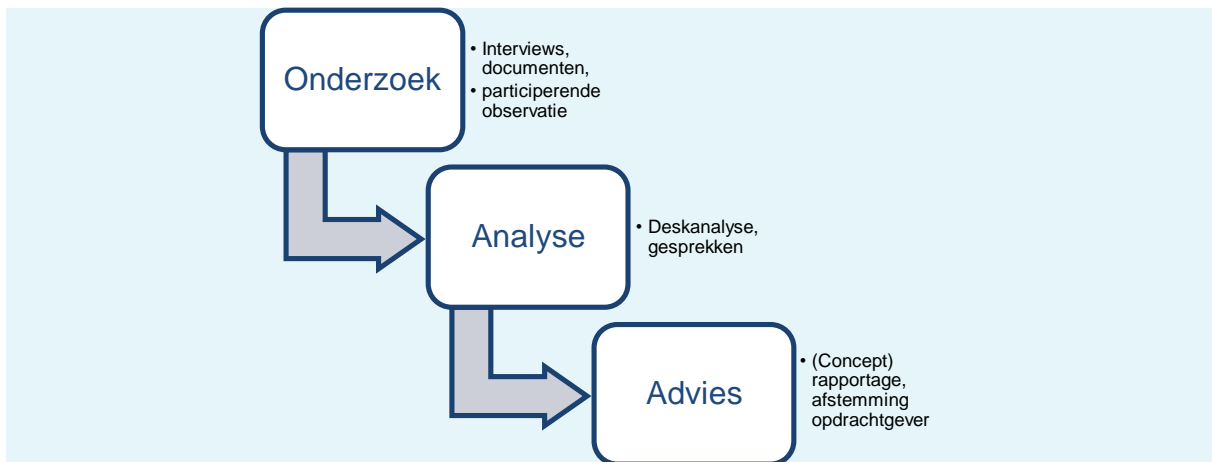 Onderzoek
• Interviews,
documenten,
• participerende
observatie
Analyse
• Deskanalyse,
gesprekken
Advies
• (Concept)
rapportage,
afstemming
opdrachtgever